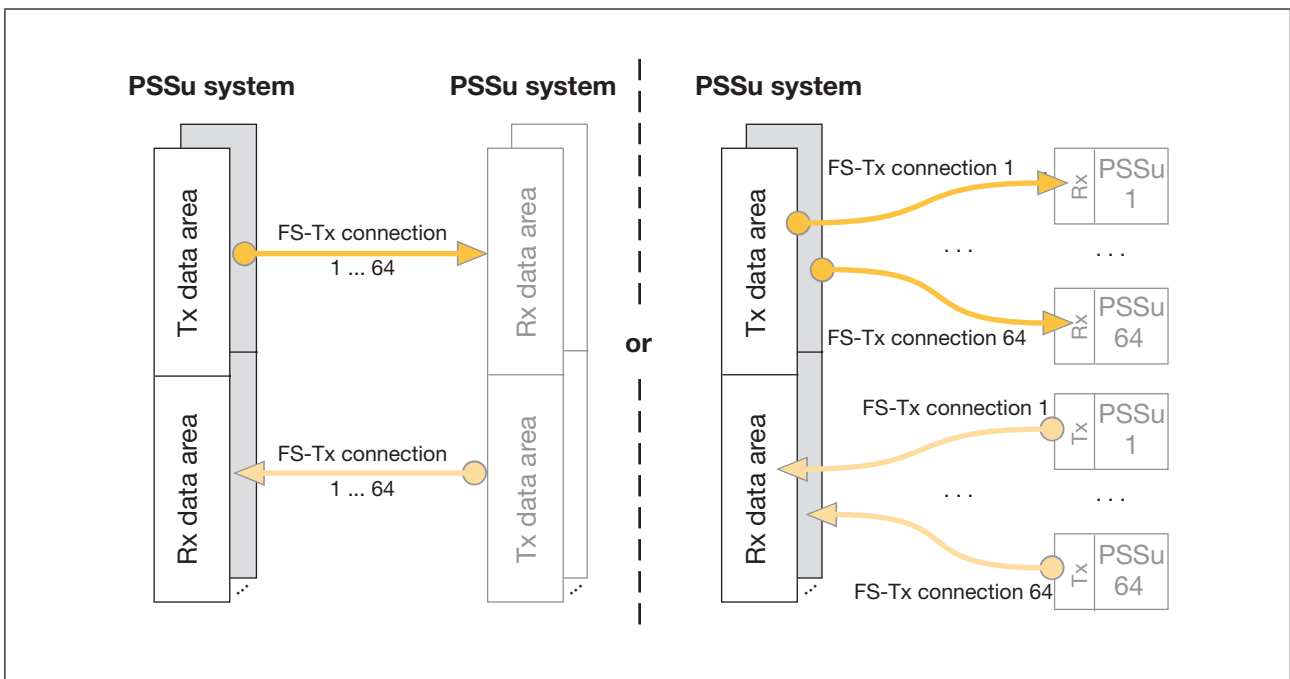 PSSu system
PSSu system
Tx data area
Rx data area
FS-Tx connection
1 ... 64
FS-Tx connection
1 ... 64
Rx data area
Tx data area
...
...
or
PSSu system
Tx data area
Rx data area
...
FS-Tx connection 1
Rx
PSSu
1
. . .
. . .
FS-Tx connection 64
Rx
PSSu
64
FS-Tx connection 1
Tx
PSSu
1
. . .
. . .
FS-Tx connection 64
Tx
PSSu
64